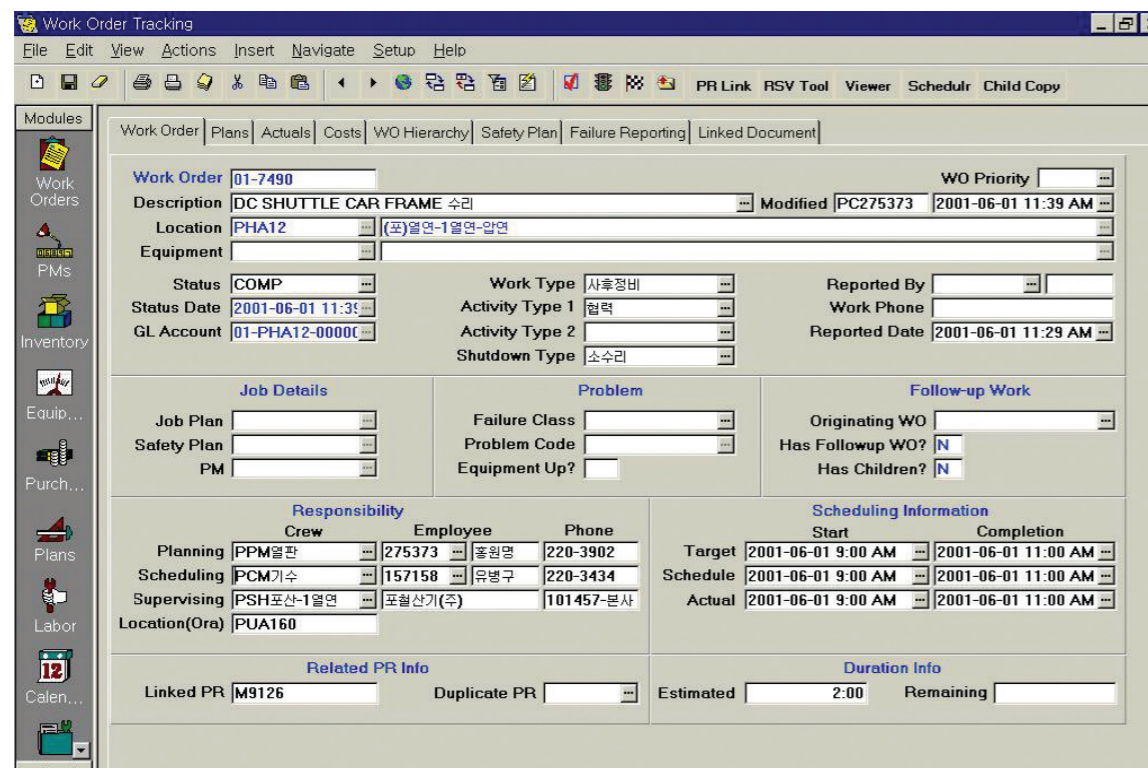 Work Order Tracking
File Edit View Actions Insert Navigate Setup Help
PR Link RSV Tool Viewer Schedulr Child Copy
Modules
Work Orders
PMs
Inventory
Equip...
Purch...
Plans
Labor
12
Calen...
Work Order Plans Actuals Costs WO Hierarchy Safety Plan Failure Reporting Linked Document
Work Order 01-7490 WO Priority
Description DC SHUTTLE CAR FRAME 수리 Modified PC275373 2001-06-01 11:39 AM
Location PHA12 (포)열연-1열연-압연
Equipment
Status COMP Work Type 사후정비 Reported By
Status Date 2001-06-01 11:39 Activity Type 1 협력 Work Phone
GL Account 01-PHA12-00000 Activity Type 2 Reported Date 2001-06-01 11:29 AM
Shutdown Type 소수리
Job Details Problem Follow-up Work
Job Plan Failure Class Originating WO
Safety Plan Problem Code Has Followup WO? N
PM Equipment Up? Has Children? N
Responsibility Scheduling Information
Crew Employee Phone Start Completion
Planning PPM열판 275373 홍원명 220-3902 Target 2001-06-01 9:00 AM 2001-06-01 11:00 AM
Scheduling PCM기수 157158 유병구 220-3434 Schedule 2001-06-01 9:00 AM 2001-06-01 11:00 AM
Supervising PSH포산-1열연 포철산기(주) 101457-본사 Actual 2001-06-01 9:00 AM 2001-06-01 11:00 AM
Location(Ora) PUA160
Related PR Info Duration Info
Linked PR M9126 Duplicate PR Estimated 2:00 Remaining